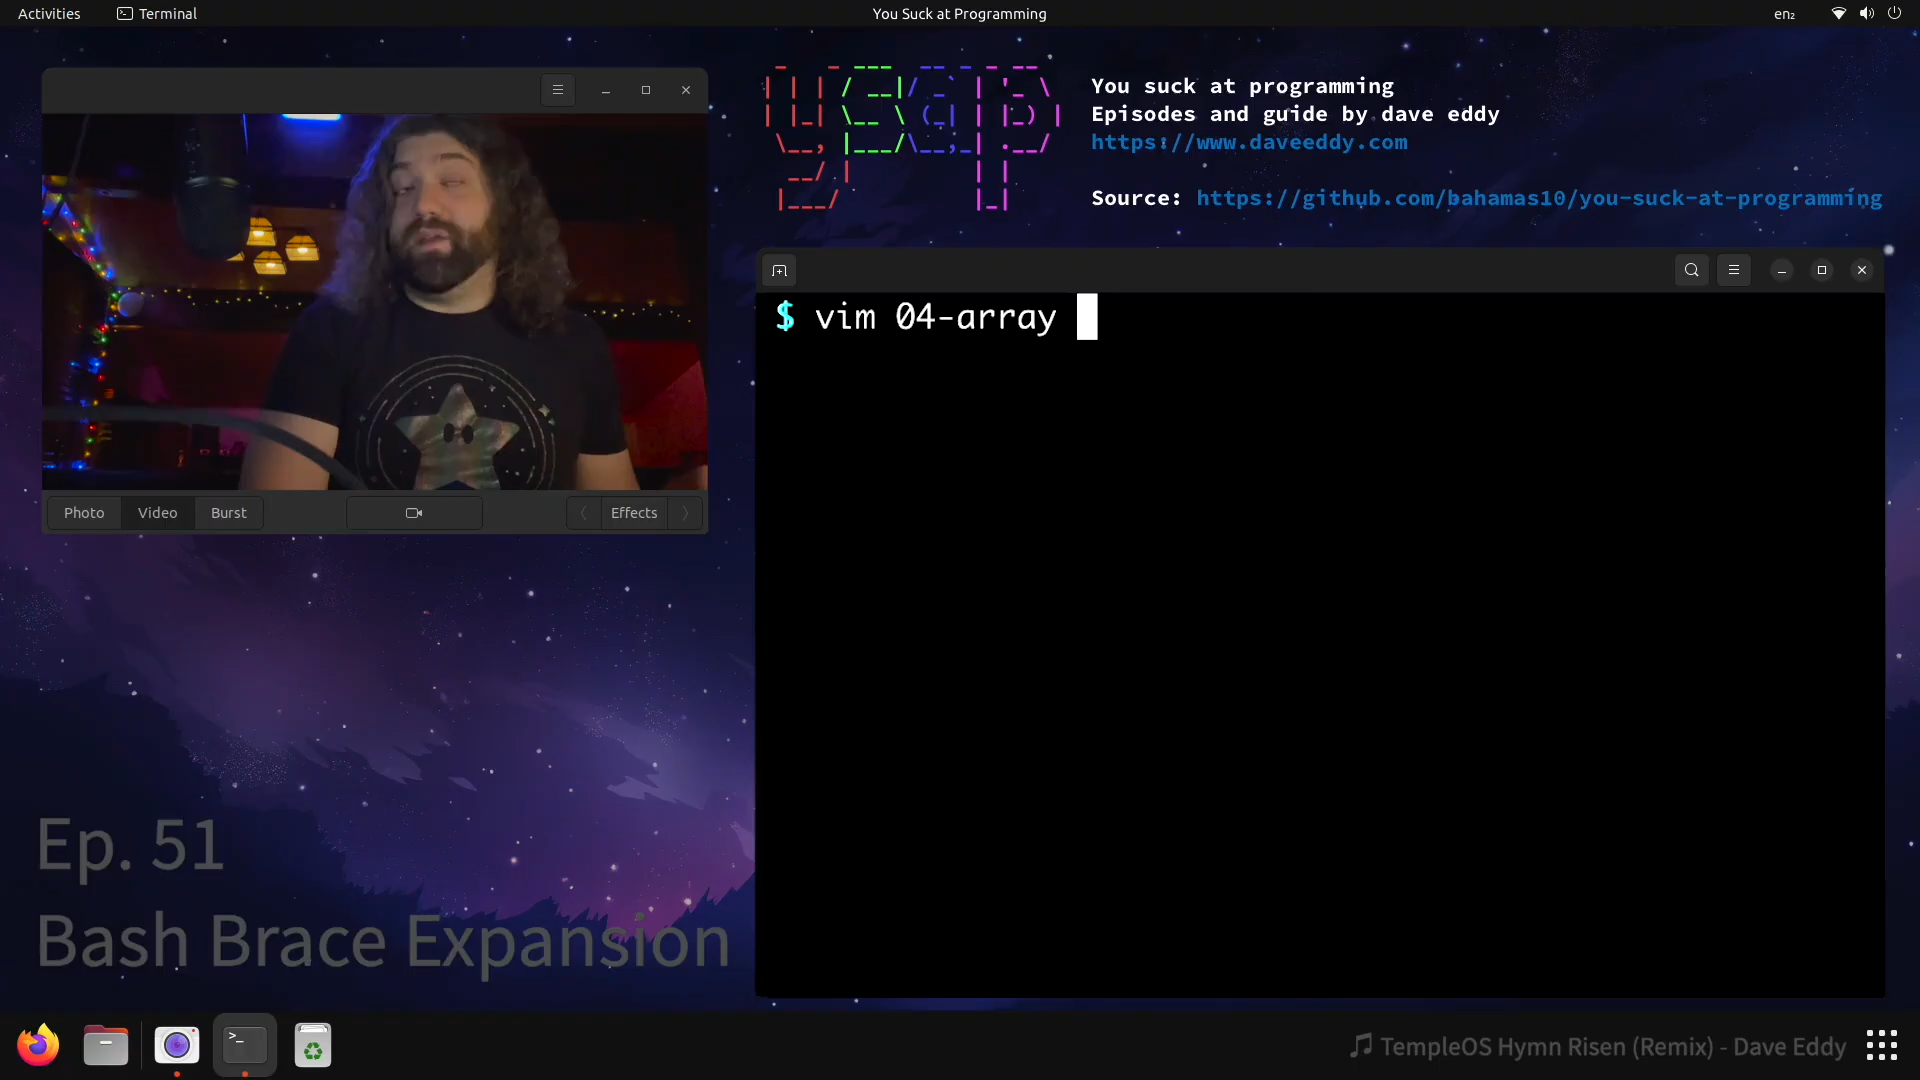 Activities
Terminal
You Suck at Programming
en₂
You suck at programming
Episodes and guide by dave eddy
https://www.daveeddy.com
Source: https://github.com/bahamas10/you-suck-at-programming
$ vim 04-array
Photo
Video
Burst
Effects
Ep. 51
Bash Brace Expansion
TempleOS Hymn Risen (Remix) - Dave Eddy